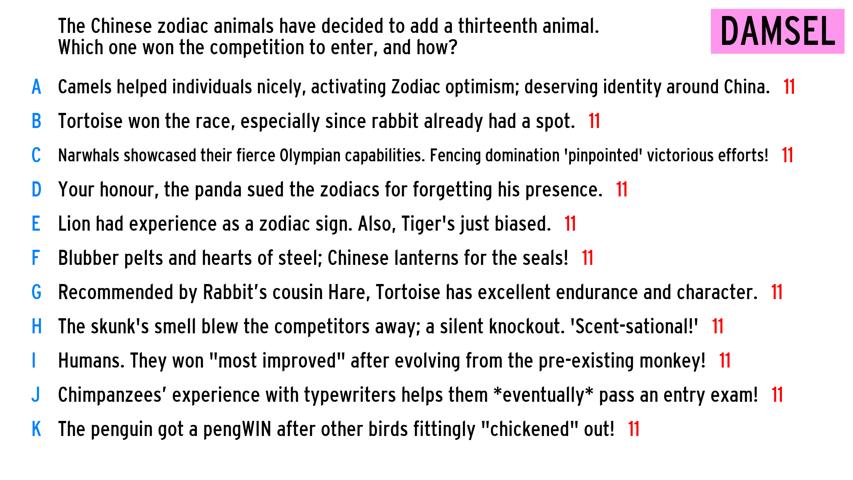 The Chinese zodiac animals have decided to add a thirteenth animal.
Which one won the competition to enter, and how?
DAMSEL
A Camels helped individuals nicely, activating Zodiac optimism; deserving identity around China. 11
B Tortoise won the race, especially since rabbit already had a spot. 11
C Narwhals showcased their fierce Olympian capabilities. Fencing domination 'pinpointed' victorious efforts! 11
D Your honour, the panda sued the zodiacs for forgetting his presence. 11
E Lion had experience as a zodiac sign. Also, Tiger's just biased. 11
F Blubber pelts and hearts of steel; Chinese lanterns for the seals! 11
G Recommended by Rabbit’s cousin Hare, Tortoise has excellent endurance and character. 11
H The skunk's smell blew the competitors away; a silent knockout. 'Scent-sational!' 11
I Humans. They won "most improved" after evolving from the pre-existing monkey! 11
J Chimpanzees’ experience with typewriters helps them *eventually* pass an entry exam! 11
K The penguin got a pengWIN after other birds fittingly "chickened" out! 11